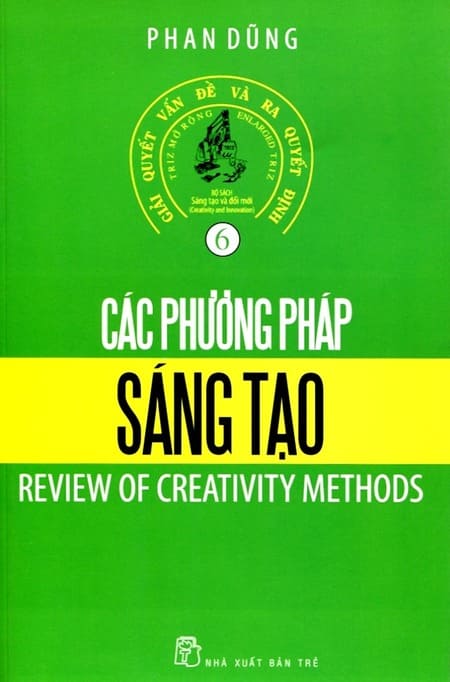 PHAN DŨNG
GIẢI QUYẾT VẤN ĐỀ VÀ RA QUYẾT ĐỊNH
TRIZ MỞ RỘNG
ENLARGED TRIZ
TRIZ
BỘ SÁCH
Sáng tạo và đổi mới
(Creativity and Innovation)
6
CÁC PHƯƠNG PHÁP
SÁNG TẠO
REVIEW OF CREATIVITY METHODS
NHÀ XUẤT BẢN TRẺ